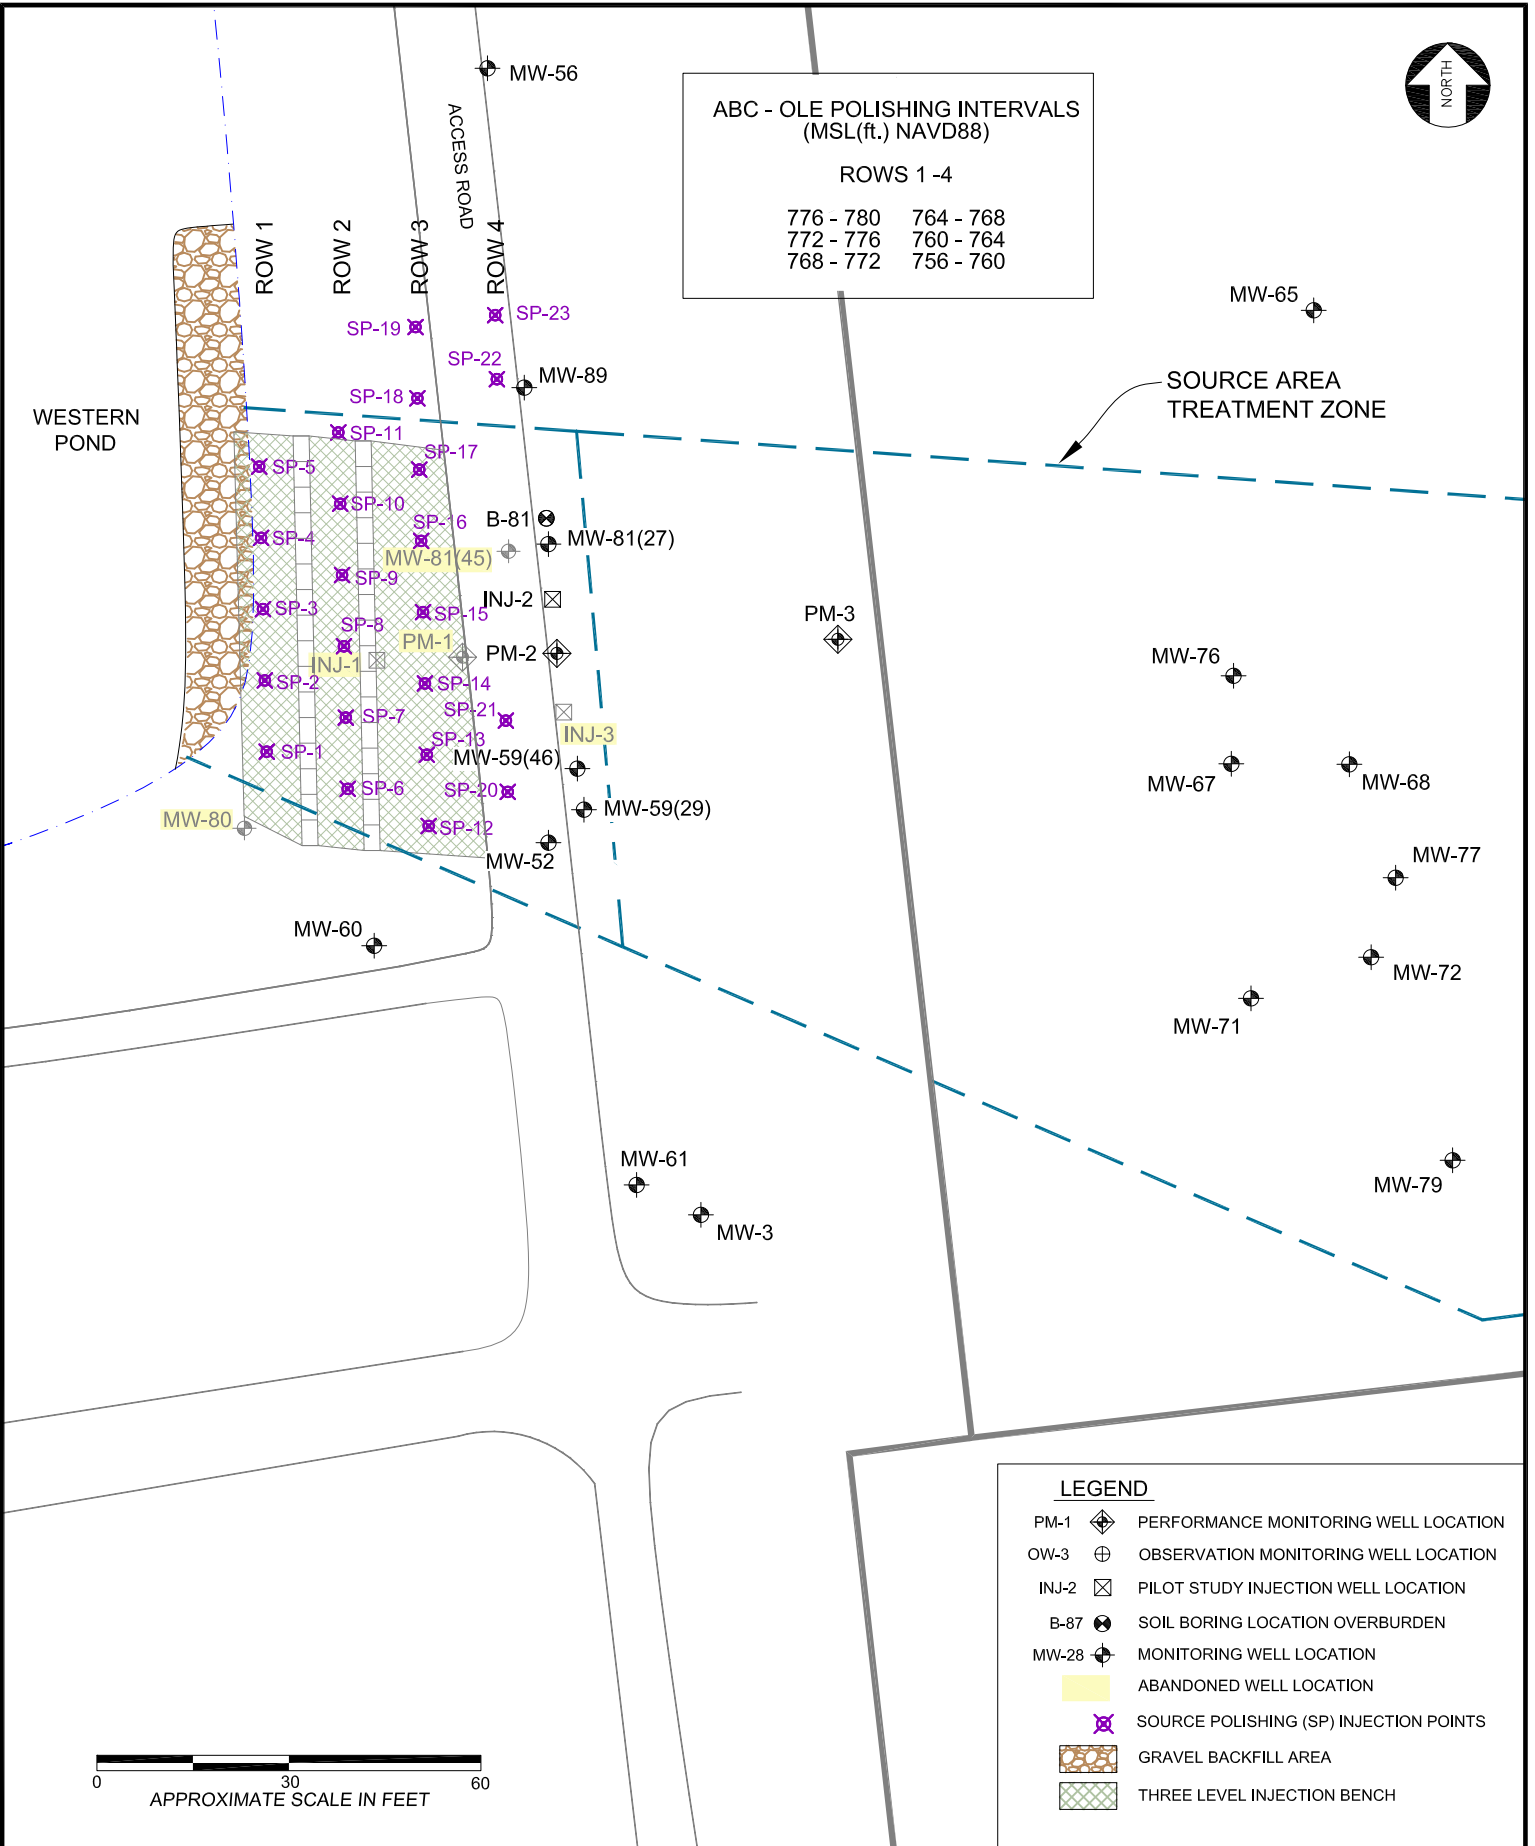 MW-56
NORTH
ABC - OLE POLISHING INTERVALS
(MSL(ft.) NAVD88)
ROWS 1 -4
776 - 780 764 - 768
772 - 776 760 - 764
768 - 772 756 - 760
ACCESS ROAD
ROW 1
ROW 2
ROW 3
ROW 4
MW-65
SP-23
SP-19
SP-22
MW-89
SP-18
SOURCE AREA
TREATMENT ZONE
WESTERN
POND
SP-11
SP-17
SP-5
SP-10
SP-16
B-81
SP-4
MW-81(27)
MW-81(45)
SP-9
INJ-2
SP-3
SP-15
PM-3
SP-8
PM-1
PM-2
INJ-1
MW-76
SP-2
SP-14
SP-7
SP-21
INJ-3
SP-1
SP-13
MW-59(46)
MW-67
MW-68
SP-6
SP-20
MW-59(29)
MW-80
SP-12
MW-52
MW-77
MW-60
MW-72
MW-71
MW-61
MW-79
MW-3
LEGEND
PM-1 PERFORMANCE MONITORING WELL LOCATION
OW-3 OBSERVATION MONITORING WELL LOCATION
INJ-2 PILOT STUDY INJECTION WELL LOCATION
B-87 SOIL BORING LOCATION OVERBURDEN
MW-28 MONITORING WELL LOCATION
ABANDONED WELL LOCATION
SOURCE POLISHING (SP) INJECTION POINTS
GRAVEL BACKFILL AREA
THREE LEVEL INJECTION BENCH
0 30 60
APPROXIMATE SCALE IN FEET